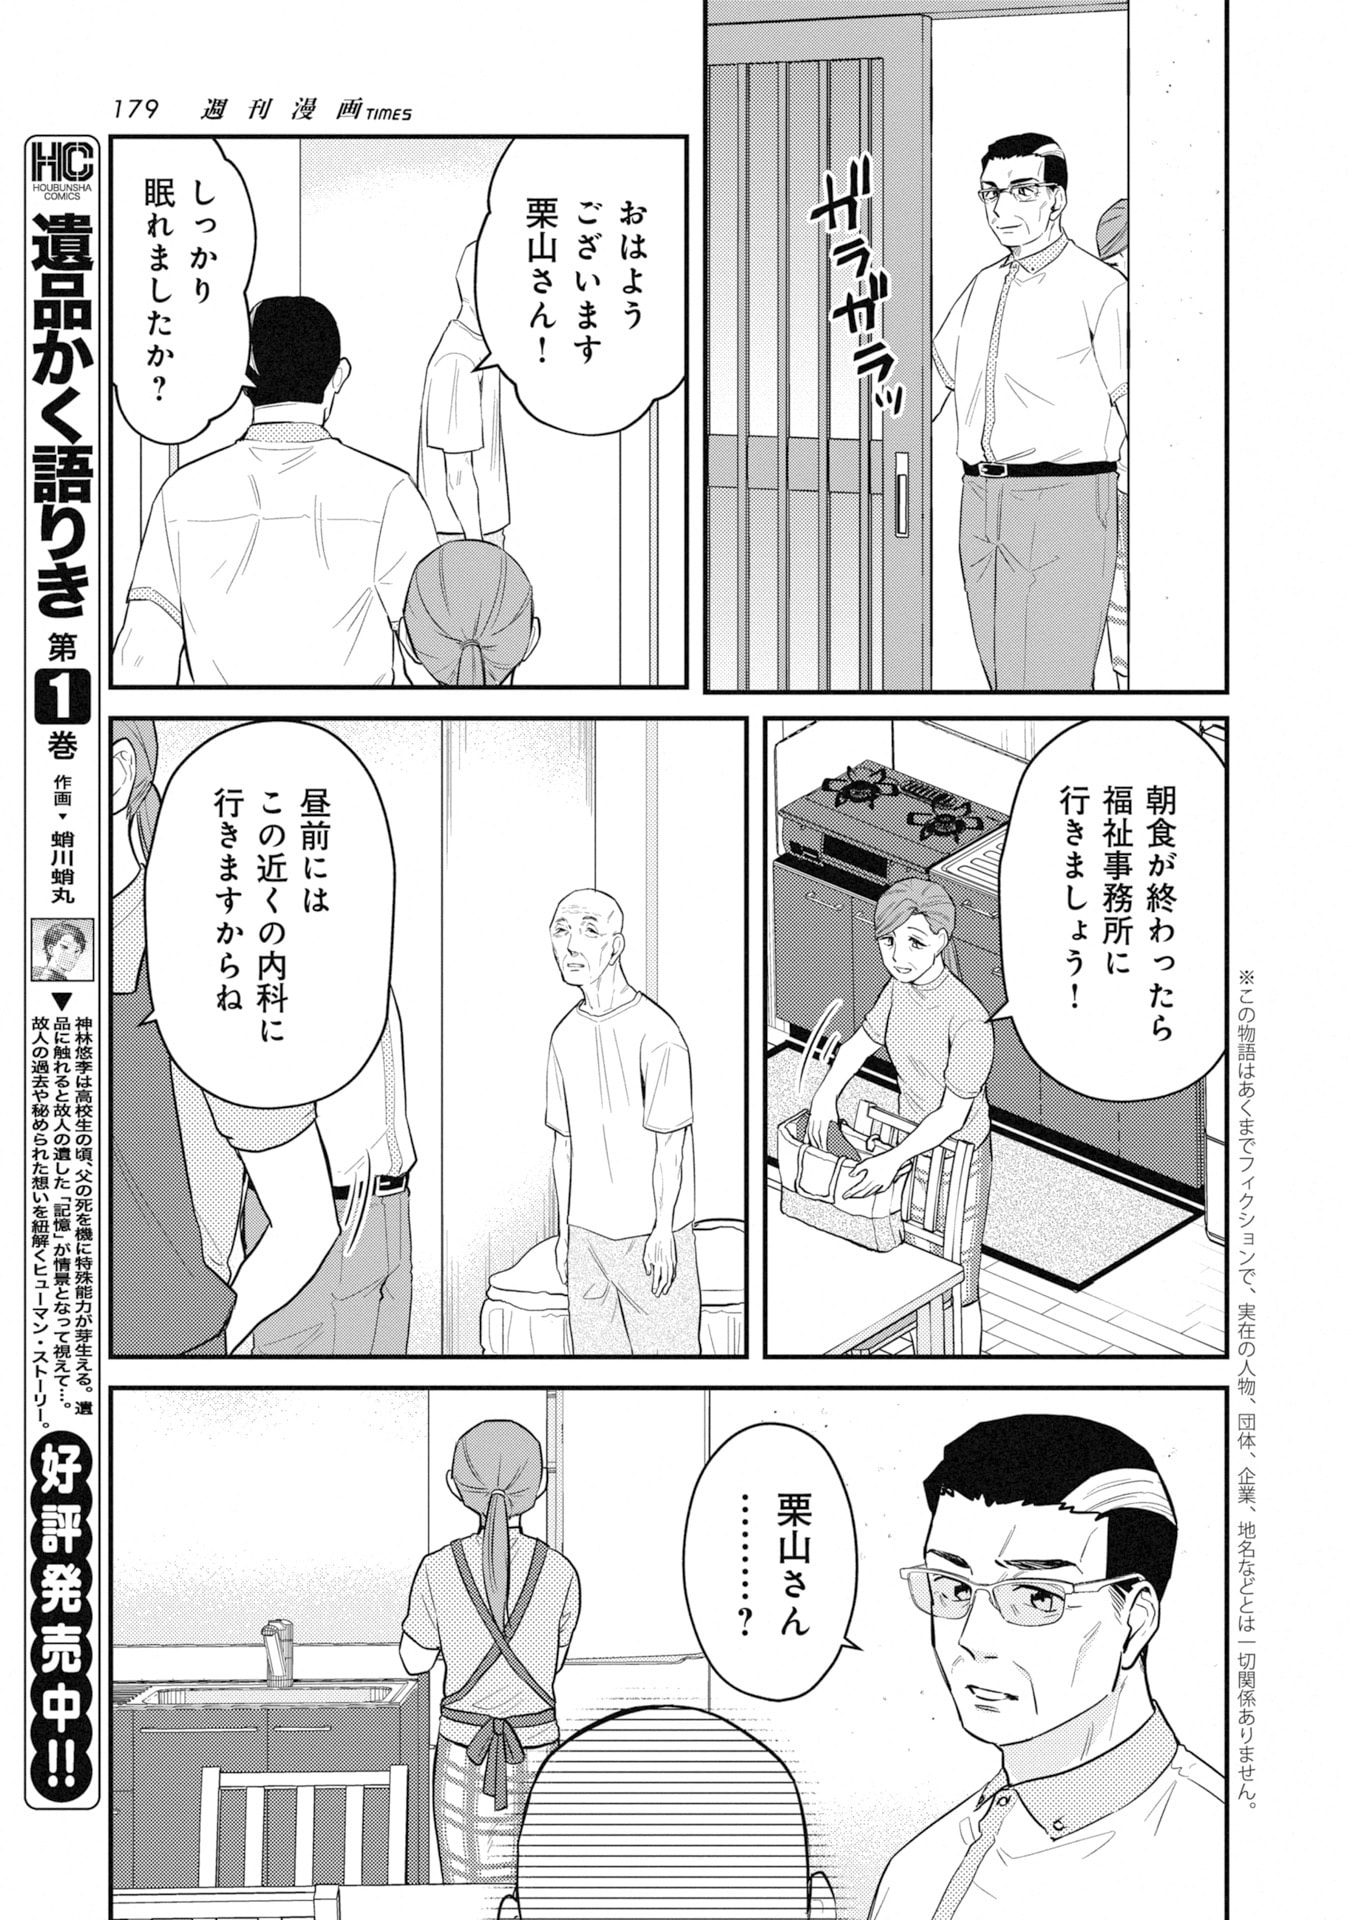 179 週刊漫画TIMES
ガラガラッ
おはよう
ございます
栗山さん！
しっかり
眠れましたか？
朝食が終わったら
福祉事務所に
行きましょう！
昼前には
この近くの内科に
行きますからね
栗山さん
………？
※この物語はあくまでフィクションで、実在の人物、団体、企業、地名などとは一切関係ありません。
HC
HOUBUNSHA
COMICS
遺品かく語りき 第1巻
作画▼蛸川蛸丸
▼神林悠李は高校生の頃、父の死を機に特殊能力が芽生える。遺
品に触れると故人の遺した「記憶」が情景となって視えて…。
故人の過去や秘められた想いを紐解くヒューマン・ストーリー。
好評発売中!!